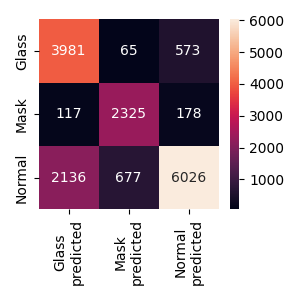 Glass 3981 65 573
Mask 117 2325 178
Normal 2136 677 6026
Glass predicted
Mask predicted
Normal predicted
6000
5000
4000
3000
2000
1000